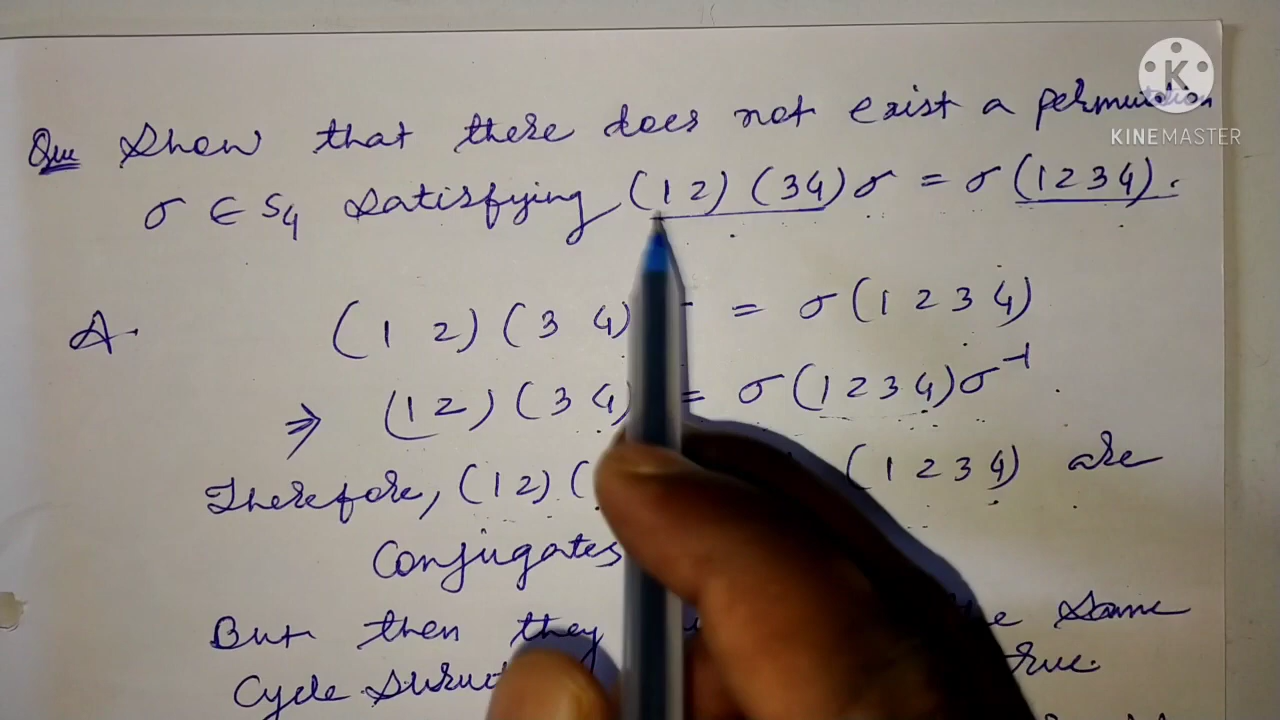 Que Show that there does not exist a permutation
σ ∈ S4 satisfying (1 2) (3 4) σ = σ (1 2 3 4).
A. (1 2) (3 4) = σ (1 2 3 4)
⇒ (1 2) (3 4) = σ (1 2 3 4) σ⁻¹
Therefore, (1 2) ( (1 2 3 4) are
Conjugates
But then they same
Cycle
K
KINEMASTER